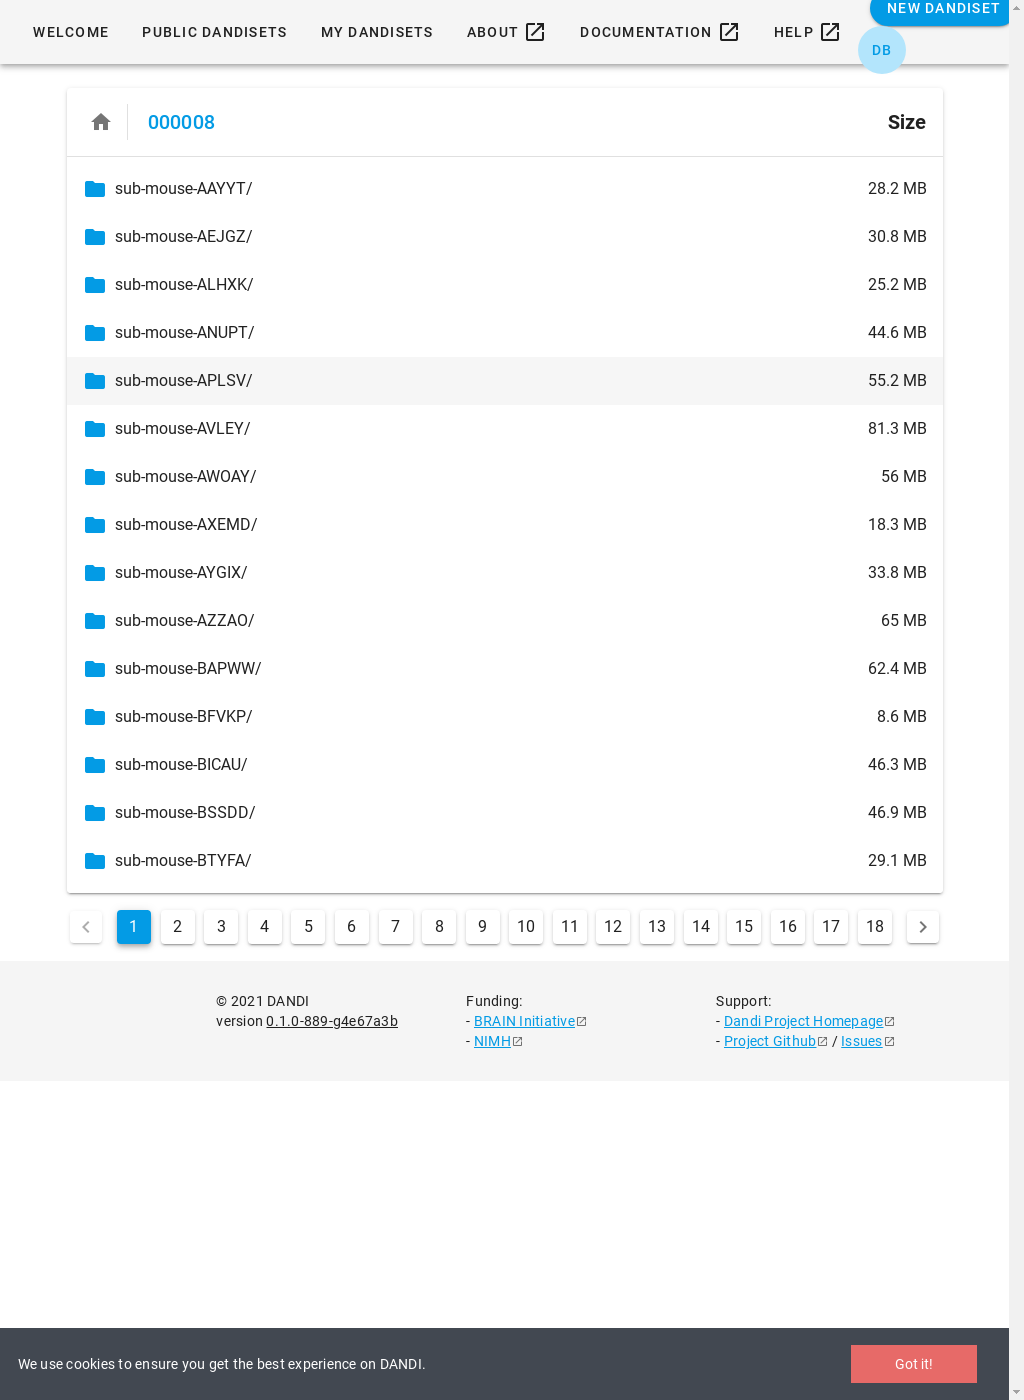 WELCOME PUBLIC DANDISETS MY DANDISETS ABOUT DOCUMENTATION HELP NEW DANDISET
DB
000008 Size
sub-mouse-AAYYT/ 28.2 MB
sub-mouse-AEJGZ/ 30.8 MB
sub-mouse-ALHXK/ 25.2 MB
sub-mouse-ANUPT/ 44.6 MB
sub-mouse-APLSV/ 55.2 MB
sub-mouse-AVLEY/ 81.3 MB
sub-mouse-AWOAY/ 56 MB
sub-mouse-AXEMD/ 18.3 MB
sub-mouse-AYGIX/ 33.8 MB
sub-mouse-AZZAO/ 65 MB
sub-mouse-BAPWW/ 62.4 MB
sub-mouse-BFVKP/ 8.6 MB
sub-mouse-BICAU/ 46.3 MB
sub-mouse-BSSDD/ 46.9 MB
sub-mouse-BTYFA/ 29.1 MB
1 2 3 4 5 6 7 8 9 10 11 12 13 14 15 16 17 18
© 2021 DANDI
version 0.1.0-889-g4e67a3b
Funding:
- BRAIN Initiative
- NIMH
Support:
- Dandi Project Homepage
- Project Github / Issues
We use cookies to ensure you get the best experience on DANDI. Got it!